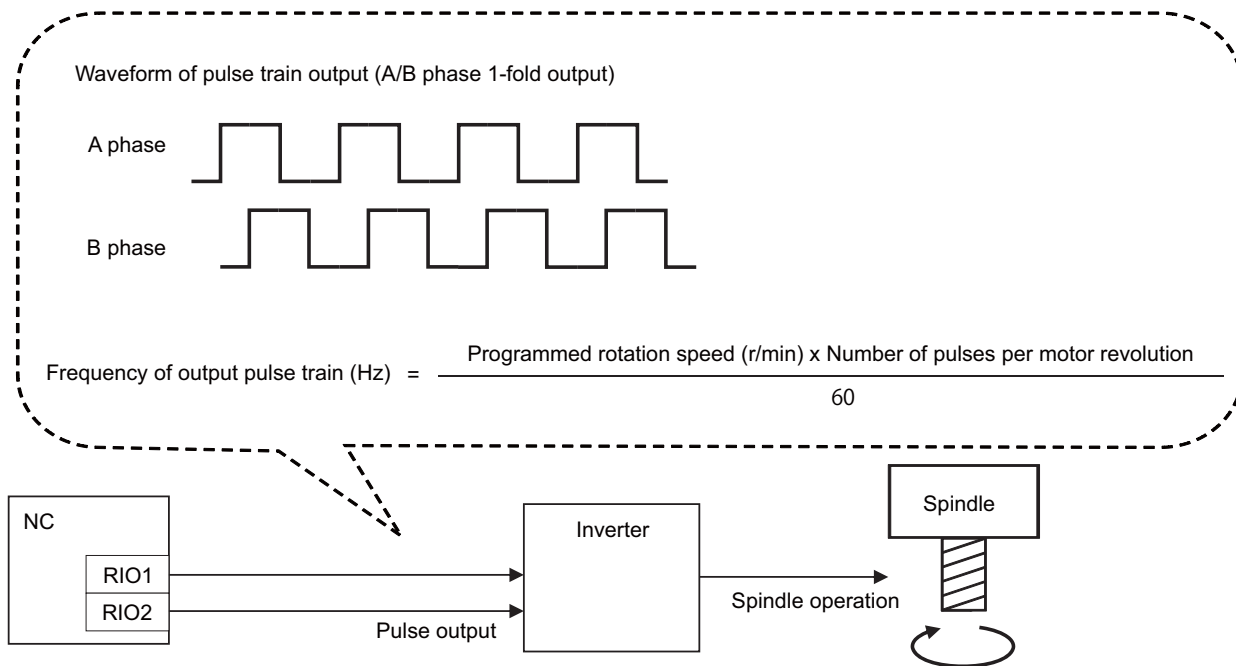 Waveform of pulse train output (A/B phase 1-fold output)
A phase
B phase
Frequency of output pulse train (Hz) = Programmed rotation speed (r/min) x Number of pulses per motor revolution
60
NC
RIO1
RIO2
Pulse output
Inverter
Spindle operation
Spindle